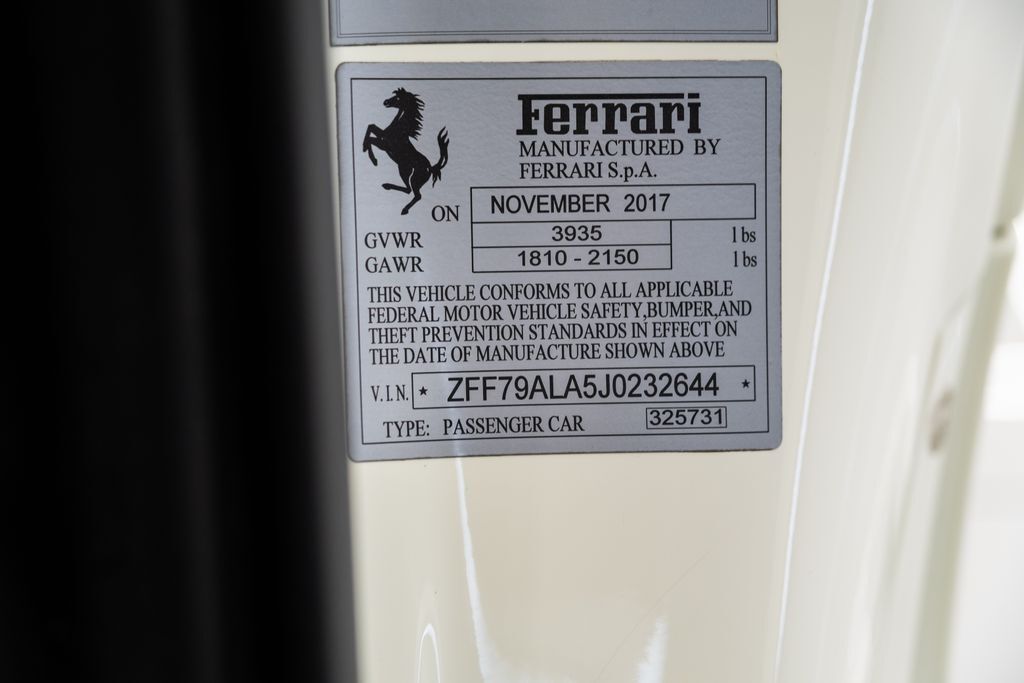 Ferrari
MANUFACTURED BY
FERRARI S.p.A.
ON NOVEMBER 2017
GVWR 3935 lbs
GAWR 1810 - 2150 lbs
THIS VEHICLE CONFORMS TO ALL APPLICABLE
FEDERAL MOTOR VEHICLE SAFETY,BUMPER,AND
THEFT PREVENTION STANDARDS IN EFFECT ON
THE DATE OF MANUFACTURE SHOWN ABOVE
V.I.N. * ZFF79ALA5J0232644 *
TYPE: PASSENGER CAR 325731